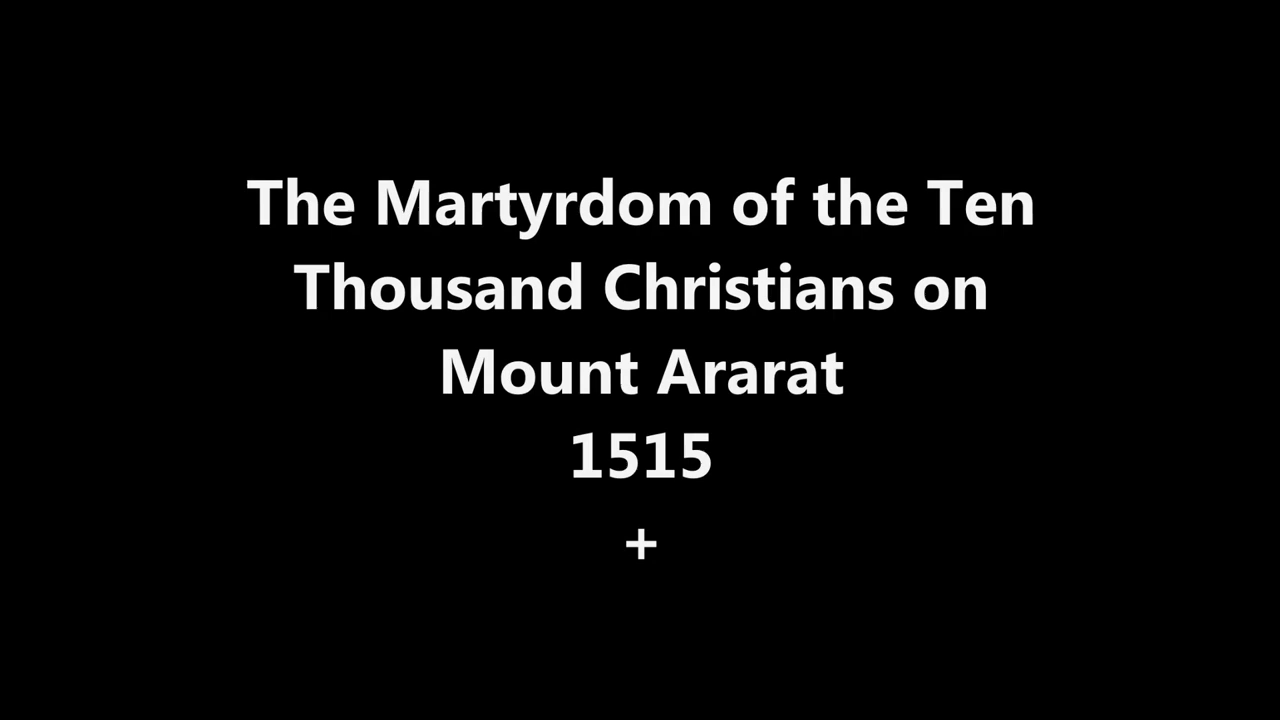 The Martyrdom of the Ten
Thousand Christians on
Mount Ararat
1515
+